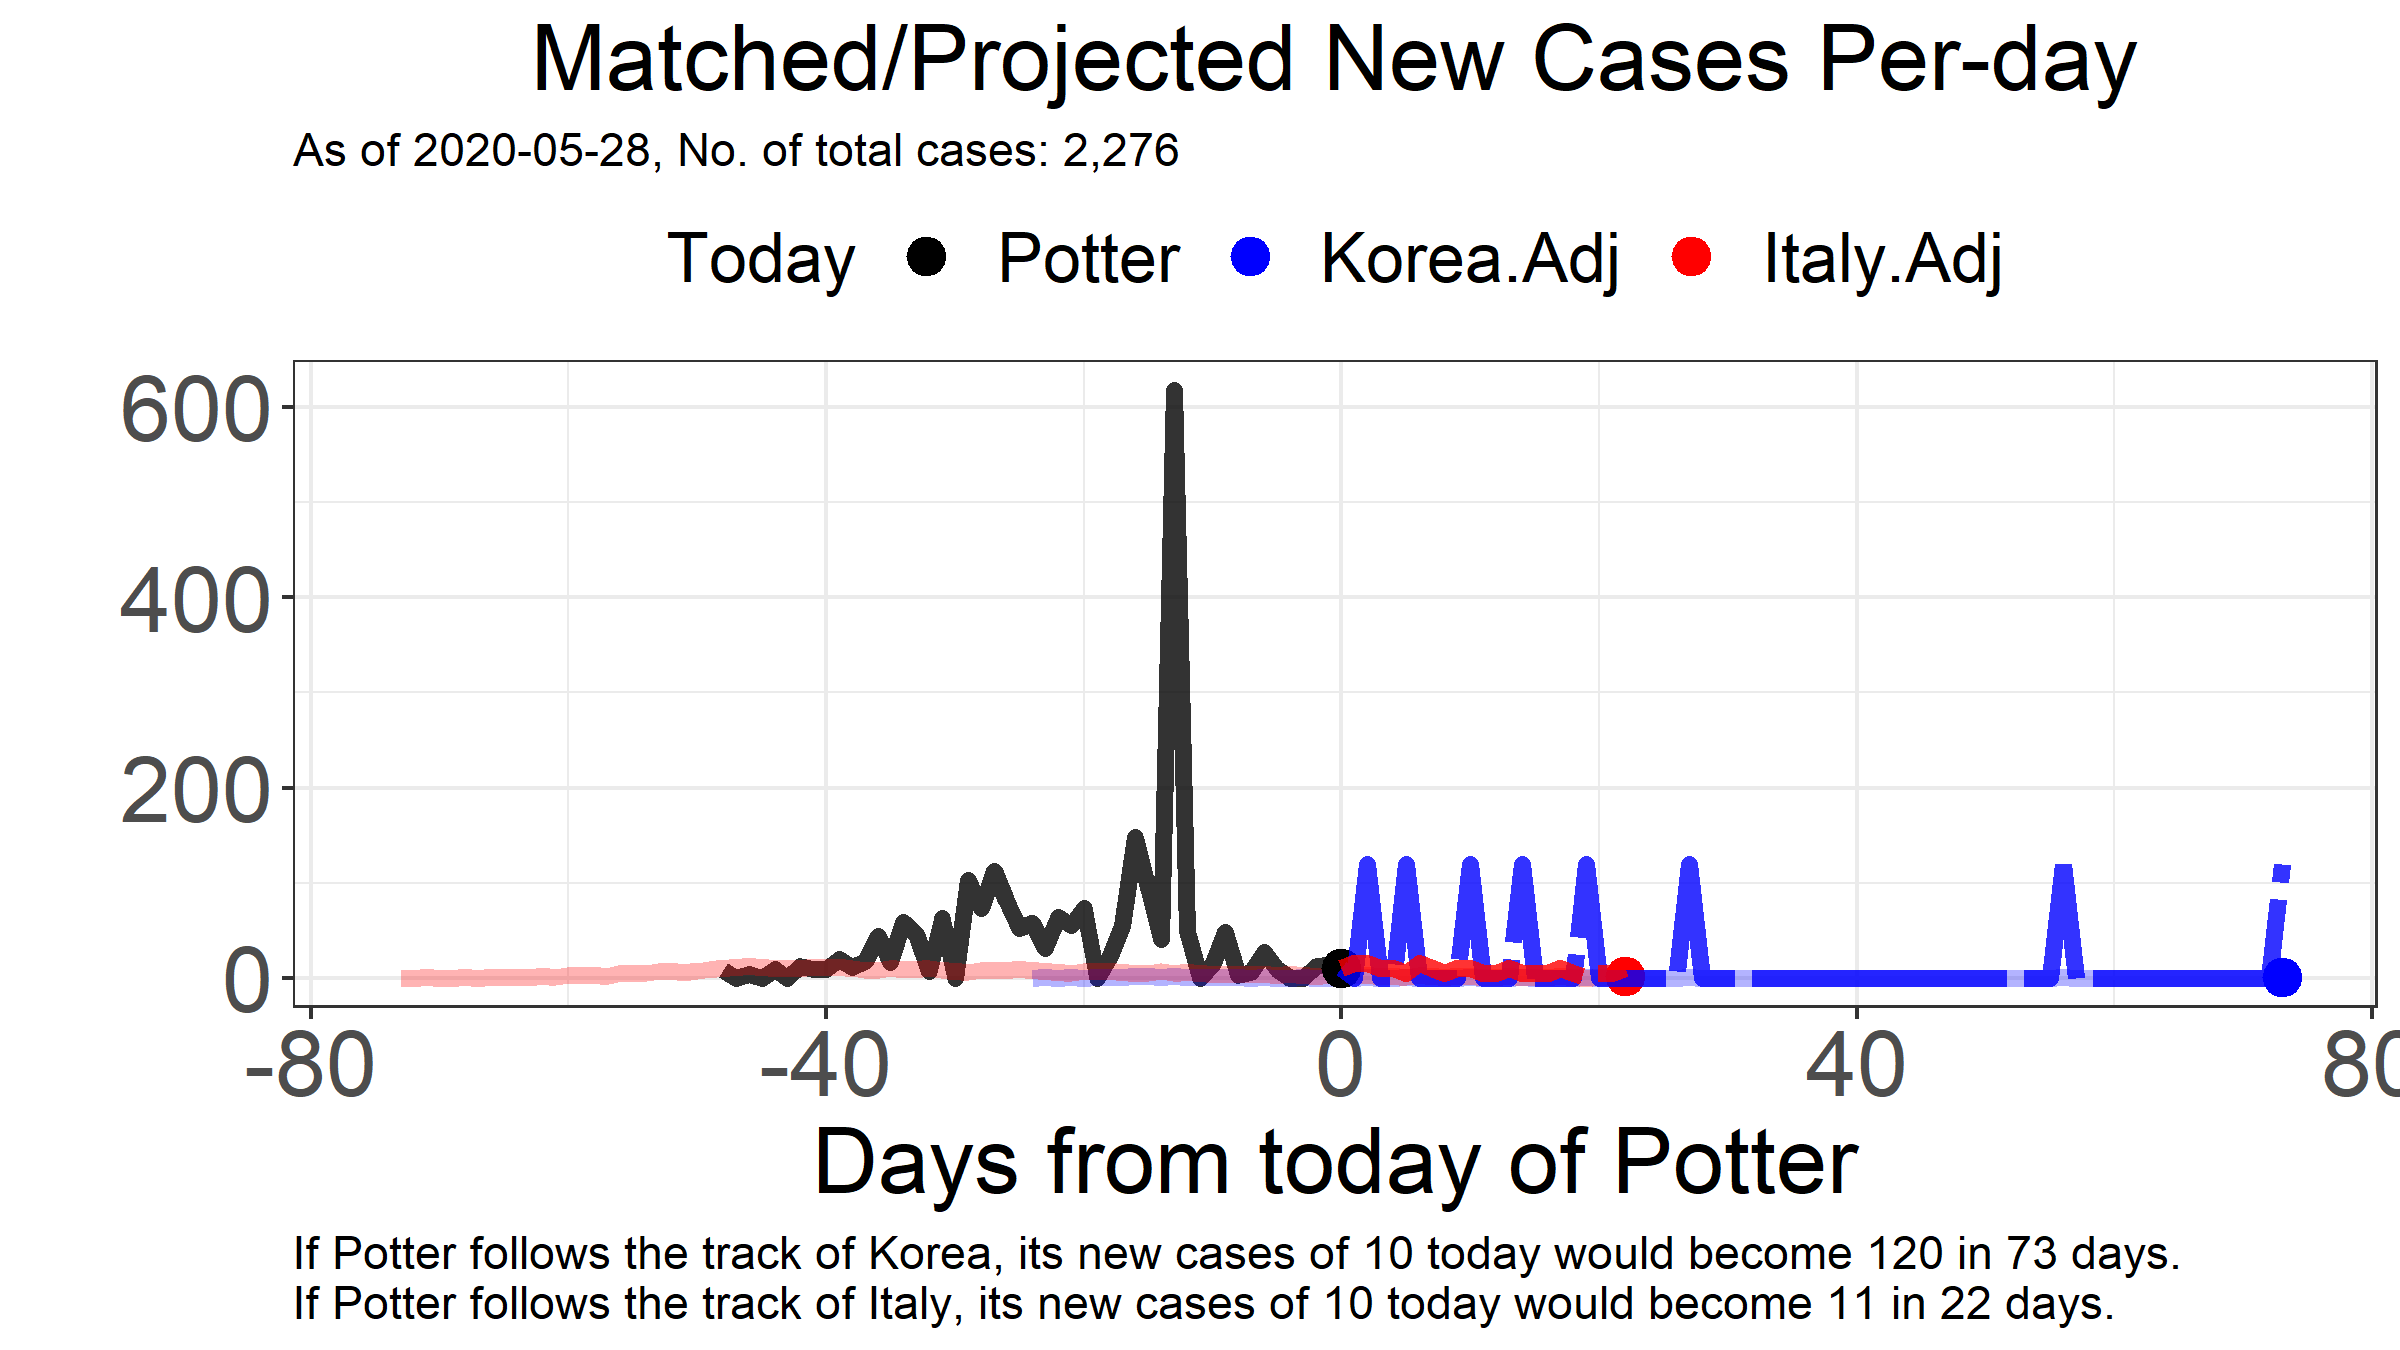 Matched/Projected New Cases Per-day
As of 2020-05-28, No. of total cases: 2,276
Today Potter Korea.Adj Italy.Adj
600
400
200
0
-80 -40 0 40 80
Days from today of Potter
If Potter follows the track of Korea, its new cases of 10 today would become 120 in 73 days.
If Potter follows the track of Italy, its new cases of 10 today would become 11 in 22 days.